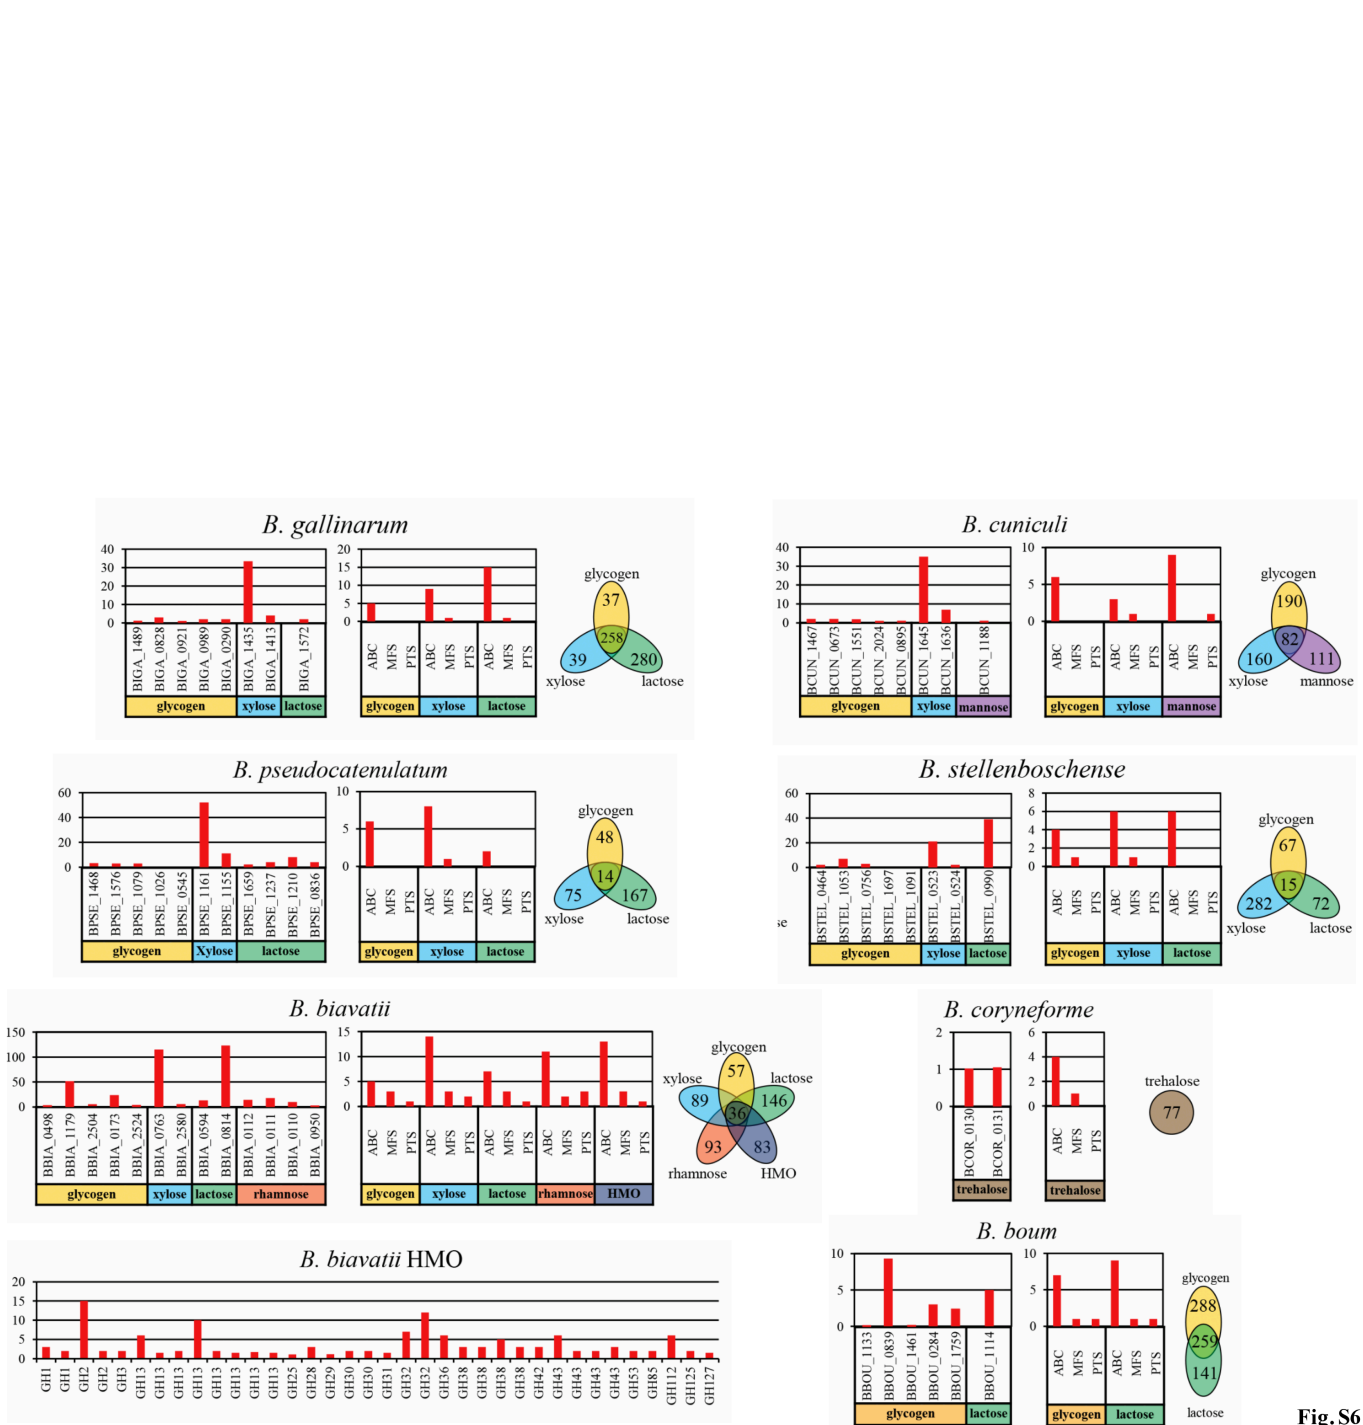 B. gallinarum
40
30
20
10
0
BIGA_1489
BIGA_0828
BIGA_0921
BIGA_0989
BIGA_0290
BIGA_1435
BIGA_1413
BIGA_1572
glycogen xylose lactose
20
15
10
5
0
ABC MFS PTS ABC MFS PTS ABC MFS PTS
glycogen xylose lactose
glycogen
37
258
39 280
xylose lactose
B. cuniculi
40
30
20
10
0
BCUN_1467
BCUN_0673
BCUN_1551
BCUN_2024
BCUN_0895
BCUN_1645
BCUN_1636
BCUN_1188
glycogen xylose mannose
10
5
0
ABC MFS PTS ABC MFS PTS ABC MFS PTS
glycogen xylose mannose
glycogen
190
82
160 111
xylose mannose
B. pseudocatenulatum
60
40
20
0
BPSE_1468
BPSE_1576
BPSE_1079
BPSE_1026
BPSE_0545
BPSE_1161
BPSE_1155
BPSE_1659
BPSE_1237
BPSE_1210
BPSE_0836
glycogen Xylose lactose
10
5
0
ABC MFS PTS ABC MFS PTS ABC MFS PTS
glycogen xylose lactose
glycogen
48
14
75 167
xylose lactose
B. stellenboschense
60
40
20
0
se
BSTEL_0464
BSTEL_1053
BSTEL_0756
BSTEL_1697
BSTEL_1091
BSTEL_0523
BSTEL_0524
BSTEL_0990
glycogen xylose lactose
8
6
4
2
0
ABC MFS PTS ABC MFS PTS ABC MFS PTS
glycogen xylose lactose
glycogen
67
15
282 72
xylose lactose
B. biavatii
150
100
50
0
BBIA_0498
BBIA_1179
BBIA_2504
BBIA_0173
BBIA_2524
BBIA_0763
BBIA_2580
BBIA_0594
BBIA_0814
BBIA_0112
BBIA_0111
BBIA_0110
BBIA_0950
glycogen xylose lactose rhamnose
15
10
5
0
ABC MFS PTS ABC MFS PTS ABC MFS PTS ABC MFS PTS ABC MFS PTS
glycogen xylose lactose rhamnose HMO
glycogen
xylose 57 lactose
89 146
36
93 83
rhamnose HMO
B. coryneforme
2
1
0
BCOR_0130
BCOR_0131
trehalose
6
4
2
0
ABC MFS PTS
trehalose
trehalose
77
B. biavatii HMO
20
15
10
5
0
GH1 GH1 GH2 GH2 GH3 GH13 GH13 GH13 GH13 GH13 GH13 GH13 GH13 GH25 GH28 GH29 GH30 GH30 GH31 GH32 GH32 GH36 GH38 GH38 GH38 GH38 GH42 GH43 GH43 GH43 GH43 GH53 GH85 GH112 GH125 GH127
B. boum
10
5
0
BBOU_1133
BBOU_0839
BBOU_1461
BBOU_0284
BBOU_1759
BBOU_1114
glycogen lactose
10
5
0
ABC MFS PTS ABC MFS PTS
glycogen lactose
glycogen
288
259
141
lactose
Fig. S6